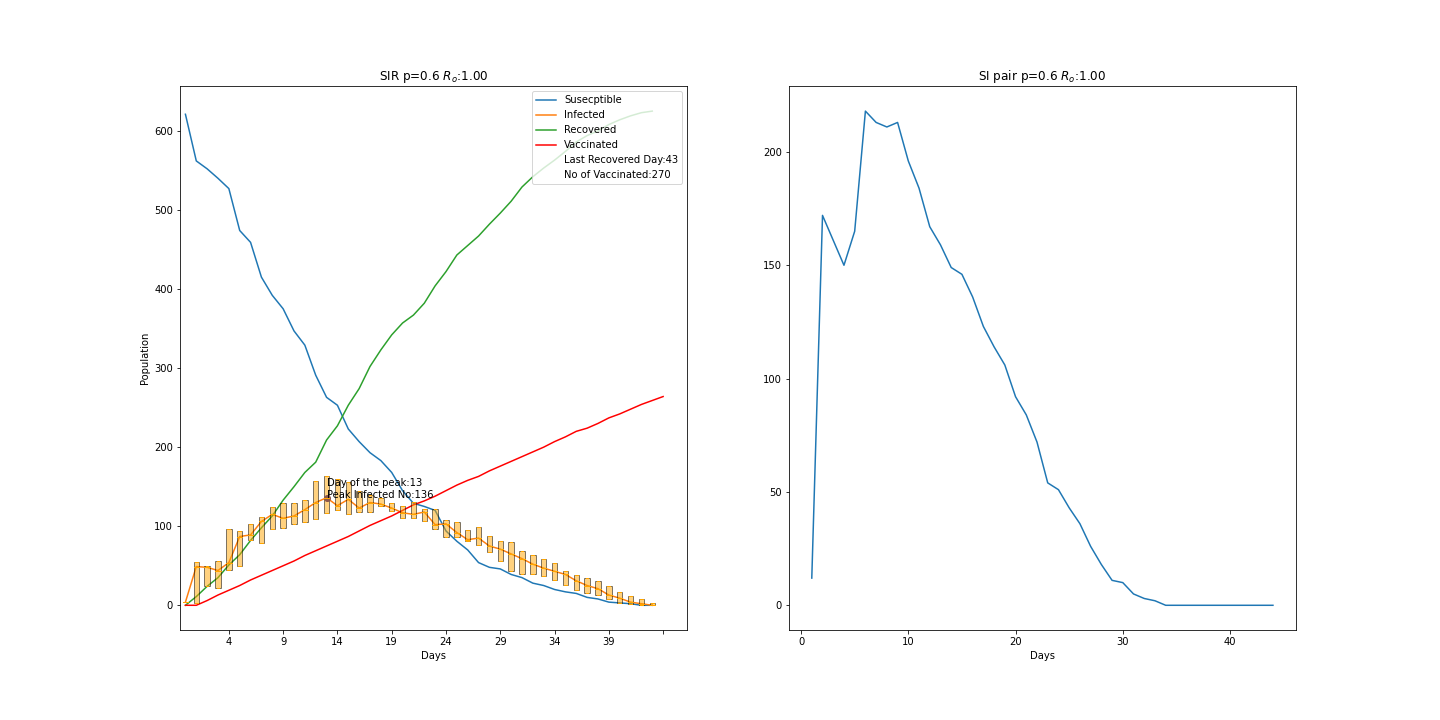 SIR p=0.6 Rₒ:1.00
Susecptible
Infected
Recovered
Vaccinated
Last Recovered Day:43
No of Vaccinated:270
600
500
400
300
200
100
0
Population
Day of the peak:13
Peak Infected No:136
4 9 14 19 24 29 34 39
Days
SI pair p=0.6 Rₒ:1.00
200
150
100
50
0
0 10 20 30 40
Days